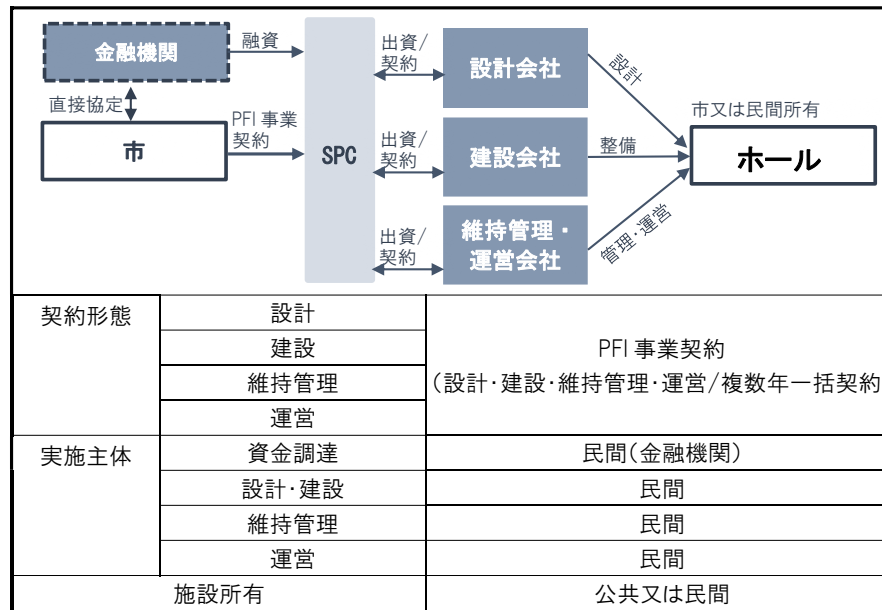 金融機関
融資
直接協定
市
PFI 事業
契約
SPC
出資/
契約
設計会社
設計
出資/
契約
建設会社
整備
出資/
契約
維持管理・
運営会社
管理・運営
市又は民間所有
ホール
契約形態
設計
建設
維持管理
運営
PFI 事業契約
(設計・建設・維持管理・運営/複数年一括契約
実施主体
資金調達
民間(金融機関)
設計・建設
民間
維持管理
民間
運営
民間
施設所有
公共又は民間